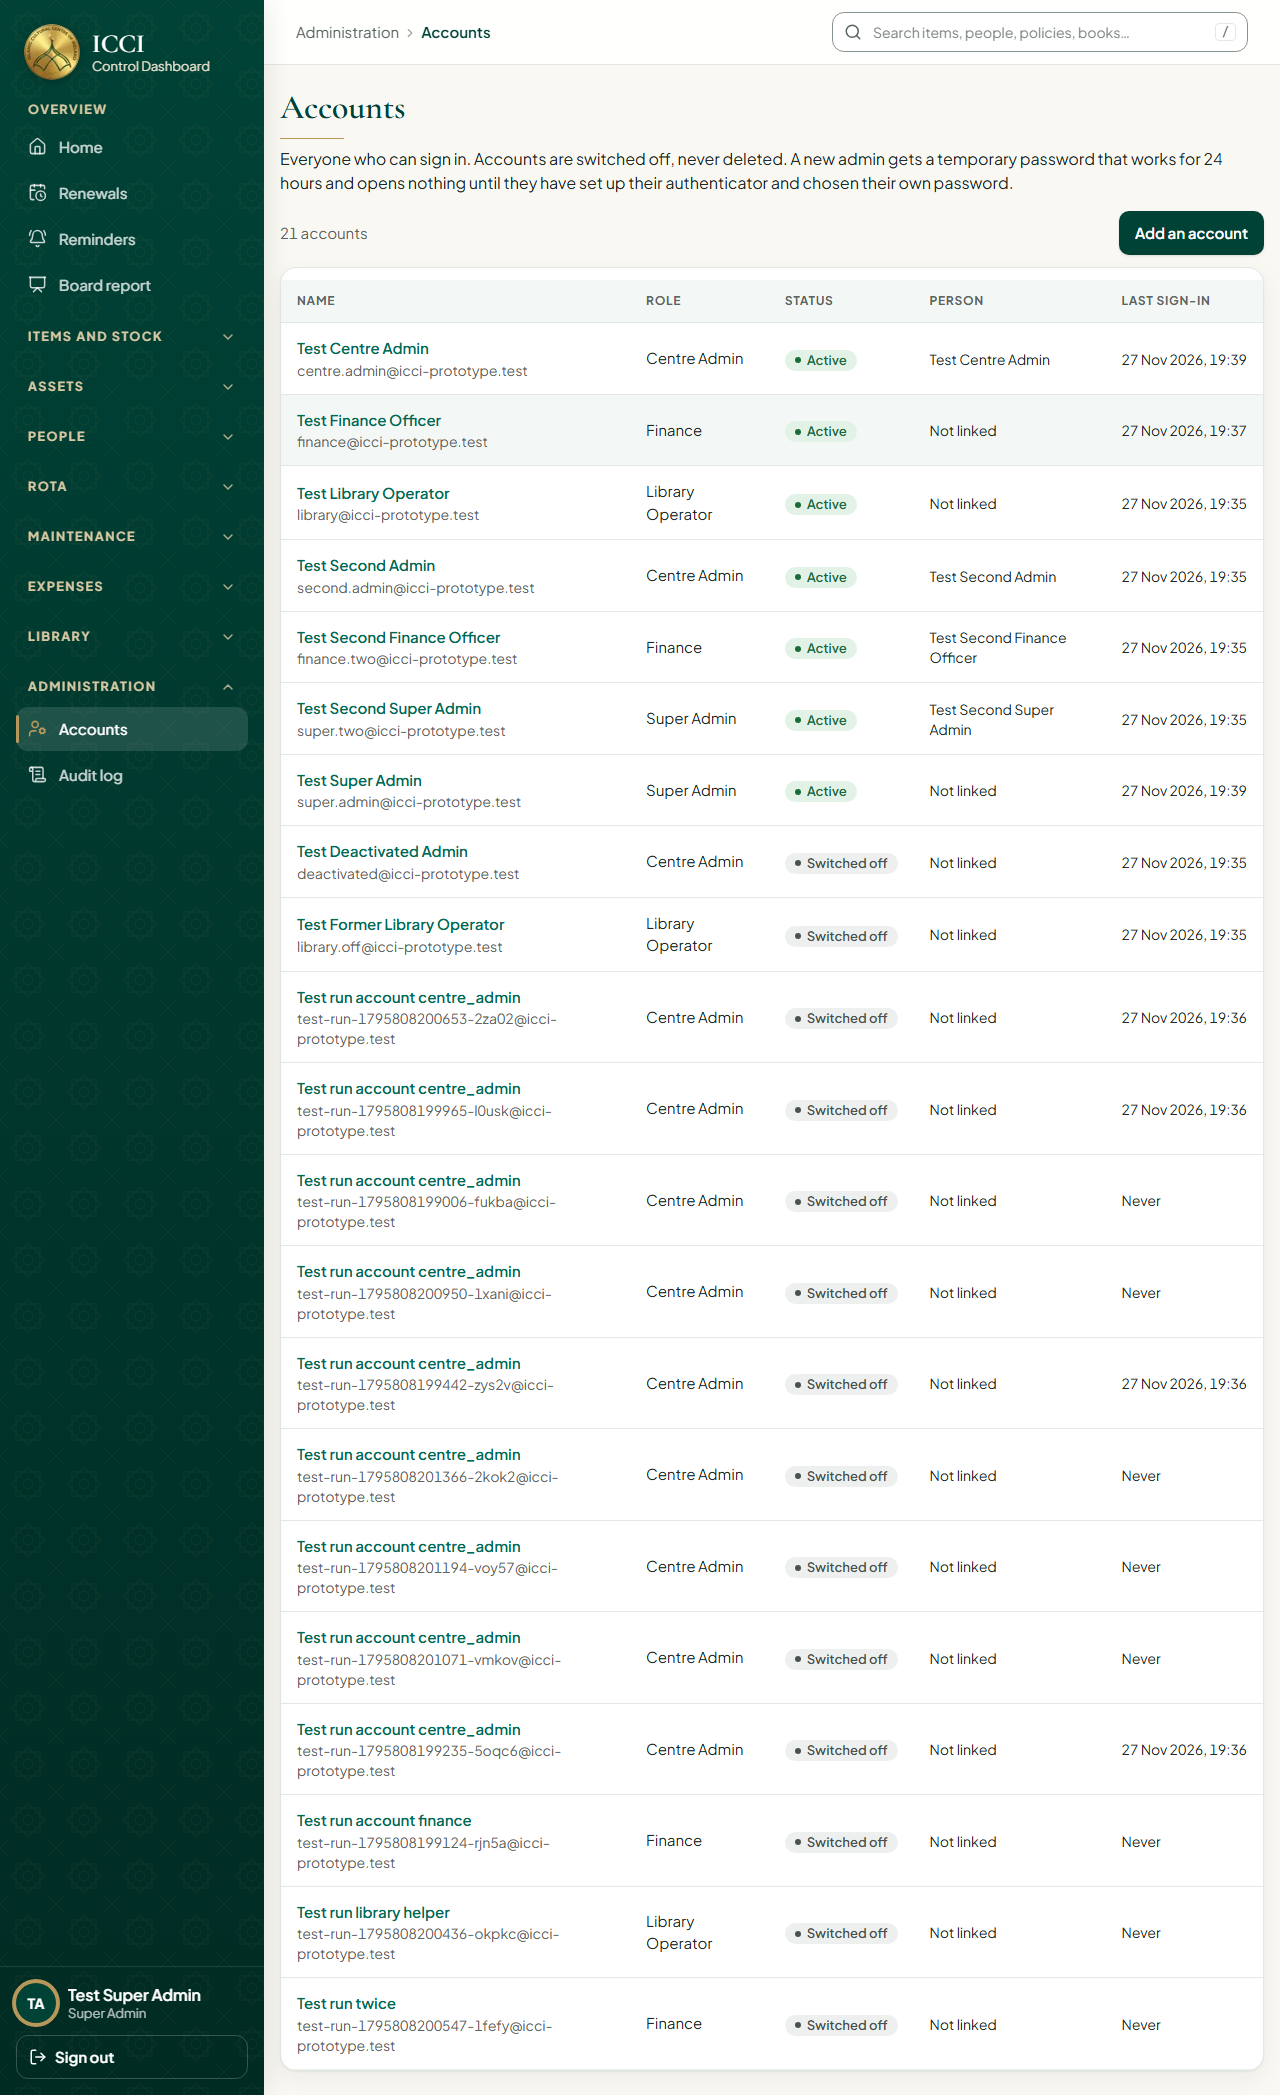 ICCI
Control Dashboard
OVERVIEW
Home
Renewals
Reminders
Board report
ITEMS AND STOCK
ASSETS
PEOPLE
ROTA
MAINTENANCE
EXPENSES
LIBRARY
ADMINISTRATION
Accounts
Audit log
TA
Test Super Admin
Super Admin
Sign out
Administration > Accounts
Search items, people, policies, books…
/
Accounts
Everyone who can sign in. Accounts are switched off, never deleted. A new admin gets a temporary password that works for 24
hours and opens nothing until they have set up their authenticator and chosen their own password.
21 accounts
Add an account
NAME ROLE STATUS PERSON LAST SIGN-IN
Test Centre Admin
centre.admin@icci-prototype.test
Centre Admin
Active
Test Centre Admin
27 Nov 2026, 19:39
Test Finance Officer
finance@icci-prototype.test
Finance
Active
Not linked
27 Nov 2026, 19:37
Test Library Operator
library@icci-prototype.test
Library
Operator
Active
Not linked
27 Nov 2026, 19:35
Test Second Admin
second.admin@icci-prototype.test
Centre Admin
Active
Test Second Admin
27 Nov 2026, 19:35
Test Second Finance Officer
finance.two@icci-prototype.test
Finance
Active
Test Second Finance
Officer
27 Nov 2026, 19:35
Test Second Super Admin
super.two@icci-prototype.test
Super Admin
Active
Test Second Super
Admin
27 Nov 2026, 19:35
Test Super Admin
super.admin@icci-prototype.test
Super Admin
Active
Not linked
27 Nov 2026, 19:39
Test Deactivated Admin
deactivated@icci-prototype.test
Centre Admin
Switched off
Not linked
27 Nov 2026, 19:35
Test Former Library Operator
library.off@icci-prototype.test
Library
Operator
Switched off
Not linked
27 Nov 2026, 19:35
Test run account centre_admin
test-run-1795808200653-2za02@icci-
prototype.test
Centre Admin
Switched off
Not linked
27 Nov 2026, 19:36
Test run account centre_admin
test-run-1795808199965-l0usk@icci-
prototype.test
Centre Admin
Switched off
Not linked
27 Nov 2026, 19:36
Test run account centre_admin
test-run-1795808199006-fukba@icci-
prototype.test
Centre Admin
Switched off
Not linked
Never
Test run account centre_admin
test-run-1795808200950-1xani@icci-
prototype.test
Centre Admin
Switched off
Not linked
Never
Test run account centre_admin
test-run-1795808199442-zys2v@icci-
prototype.test
Centre Admin
Switched off
Not linked
27 Nov 2026, 19:36
Test run account centre_admin
test-run-1795808201366-2kok2@icci-
prototype.test
Centre Admin
Switched off
Not linked
Never
Test run account centre_admin
test-run-1795808201194-voy57@icci-
prototype.test
Centre Admin
Switched off
Not linked
Never
Test run account centre_admin
test-run-1795808201071-vmkov@icci-
prototype.test
Centre Admin
Switched off
Not linked
Never
Test run account centre_admin
test-run-1795808199235-5oqc6@icci-
prototype.test
Centre Admin
Switched off
Not linked
27 Nov 2026, 19:36
Test run account finance
test-run-1795808199124-rjn5a@icci-
prototype.test
Finance
Switched off
Not linked
Never
Test run library helper
test-run-1795808200436-okpkc@icci-
prototype.test
Library
Operator
Switched off
Not linked
Never
Test run twice
test-run-1795808200547-1fefy@icci-
prototype.test
Finance
Switched off
Not linked
Never